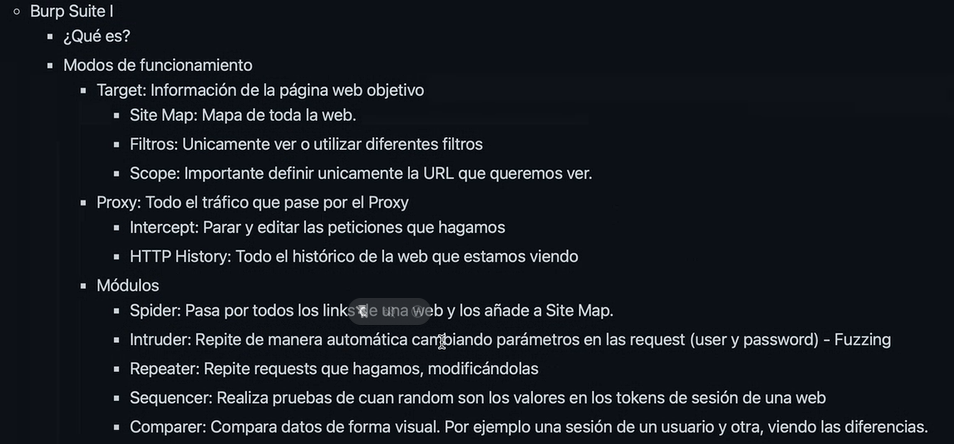 Burp Suite I
¿Qué es?
Modos de funcionamiento
Target: Información de la página web objetivo
Site Map: Mapa de toda la web.
Filtros: Unicamente ver o utilizar diferentes filtros
Scope: Importante definir unicamente la URL que queremos ver.
Proxy: Todo el tráfico que pase por el Proxy
Intercept: Parar y editar las peticiones que hagamos
HTTP History: Todo el histórico de la web que estamos viendo
Módulos
Spider: Pasa por todos los links de una web y los añade a Site Map.
Intruder: Repite de manera automática cambiando parámetros en las request (user y password) - Fuzzing
Repeater: Repite requests que hagamos, modificándolas
Sequencer: Realiza pruebas de cuan random son los valores en los tokens de sesión de una web
Comparer: Compara datos de forma visual. Por ejemplo una sesión de un usuario y otra, viendo las diferencias.